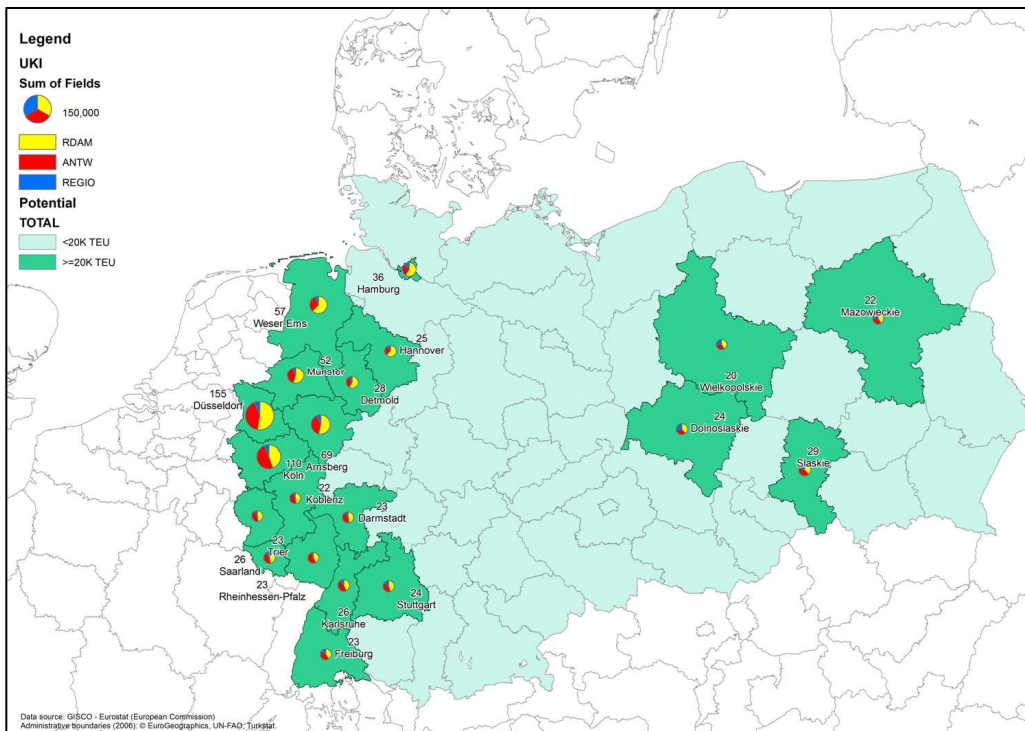 Legend
UKI
Sum of Fields
150,000
RDAM
ANTW
REGIO
Potential
TOTAL
<20K TEU
>=20K TEU
36
Hamburg
57
Weser-Ems
25
Hannover
52
Münster
28
Detmold
155
Düsseldorf
69
Arnsberg
110
Köln
22
Koblenz
23
Darmstadt
23
Trier
26
Saarland
23
Rheinhessen-Pfalz
24
Stuttgart
26
Karlsruhe
23
Freiburg
22
Mazowieckie
20
Wielkopolskie
24
Dolnoslaskie
29
Slaskie
Data source: GISCO - Eurostat (European Commission)
Administrative boundaries (2006): © EuroGeographics, UN-FAO, Turkstat.